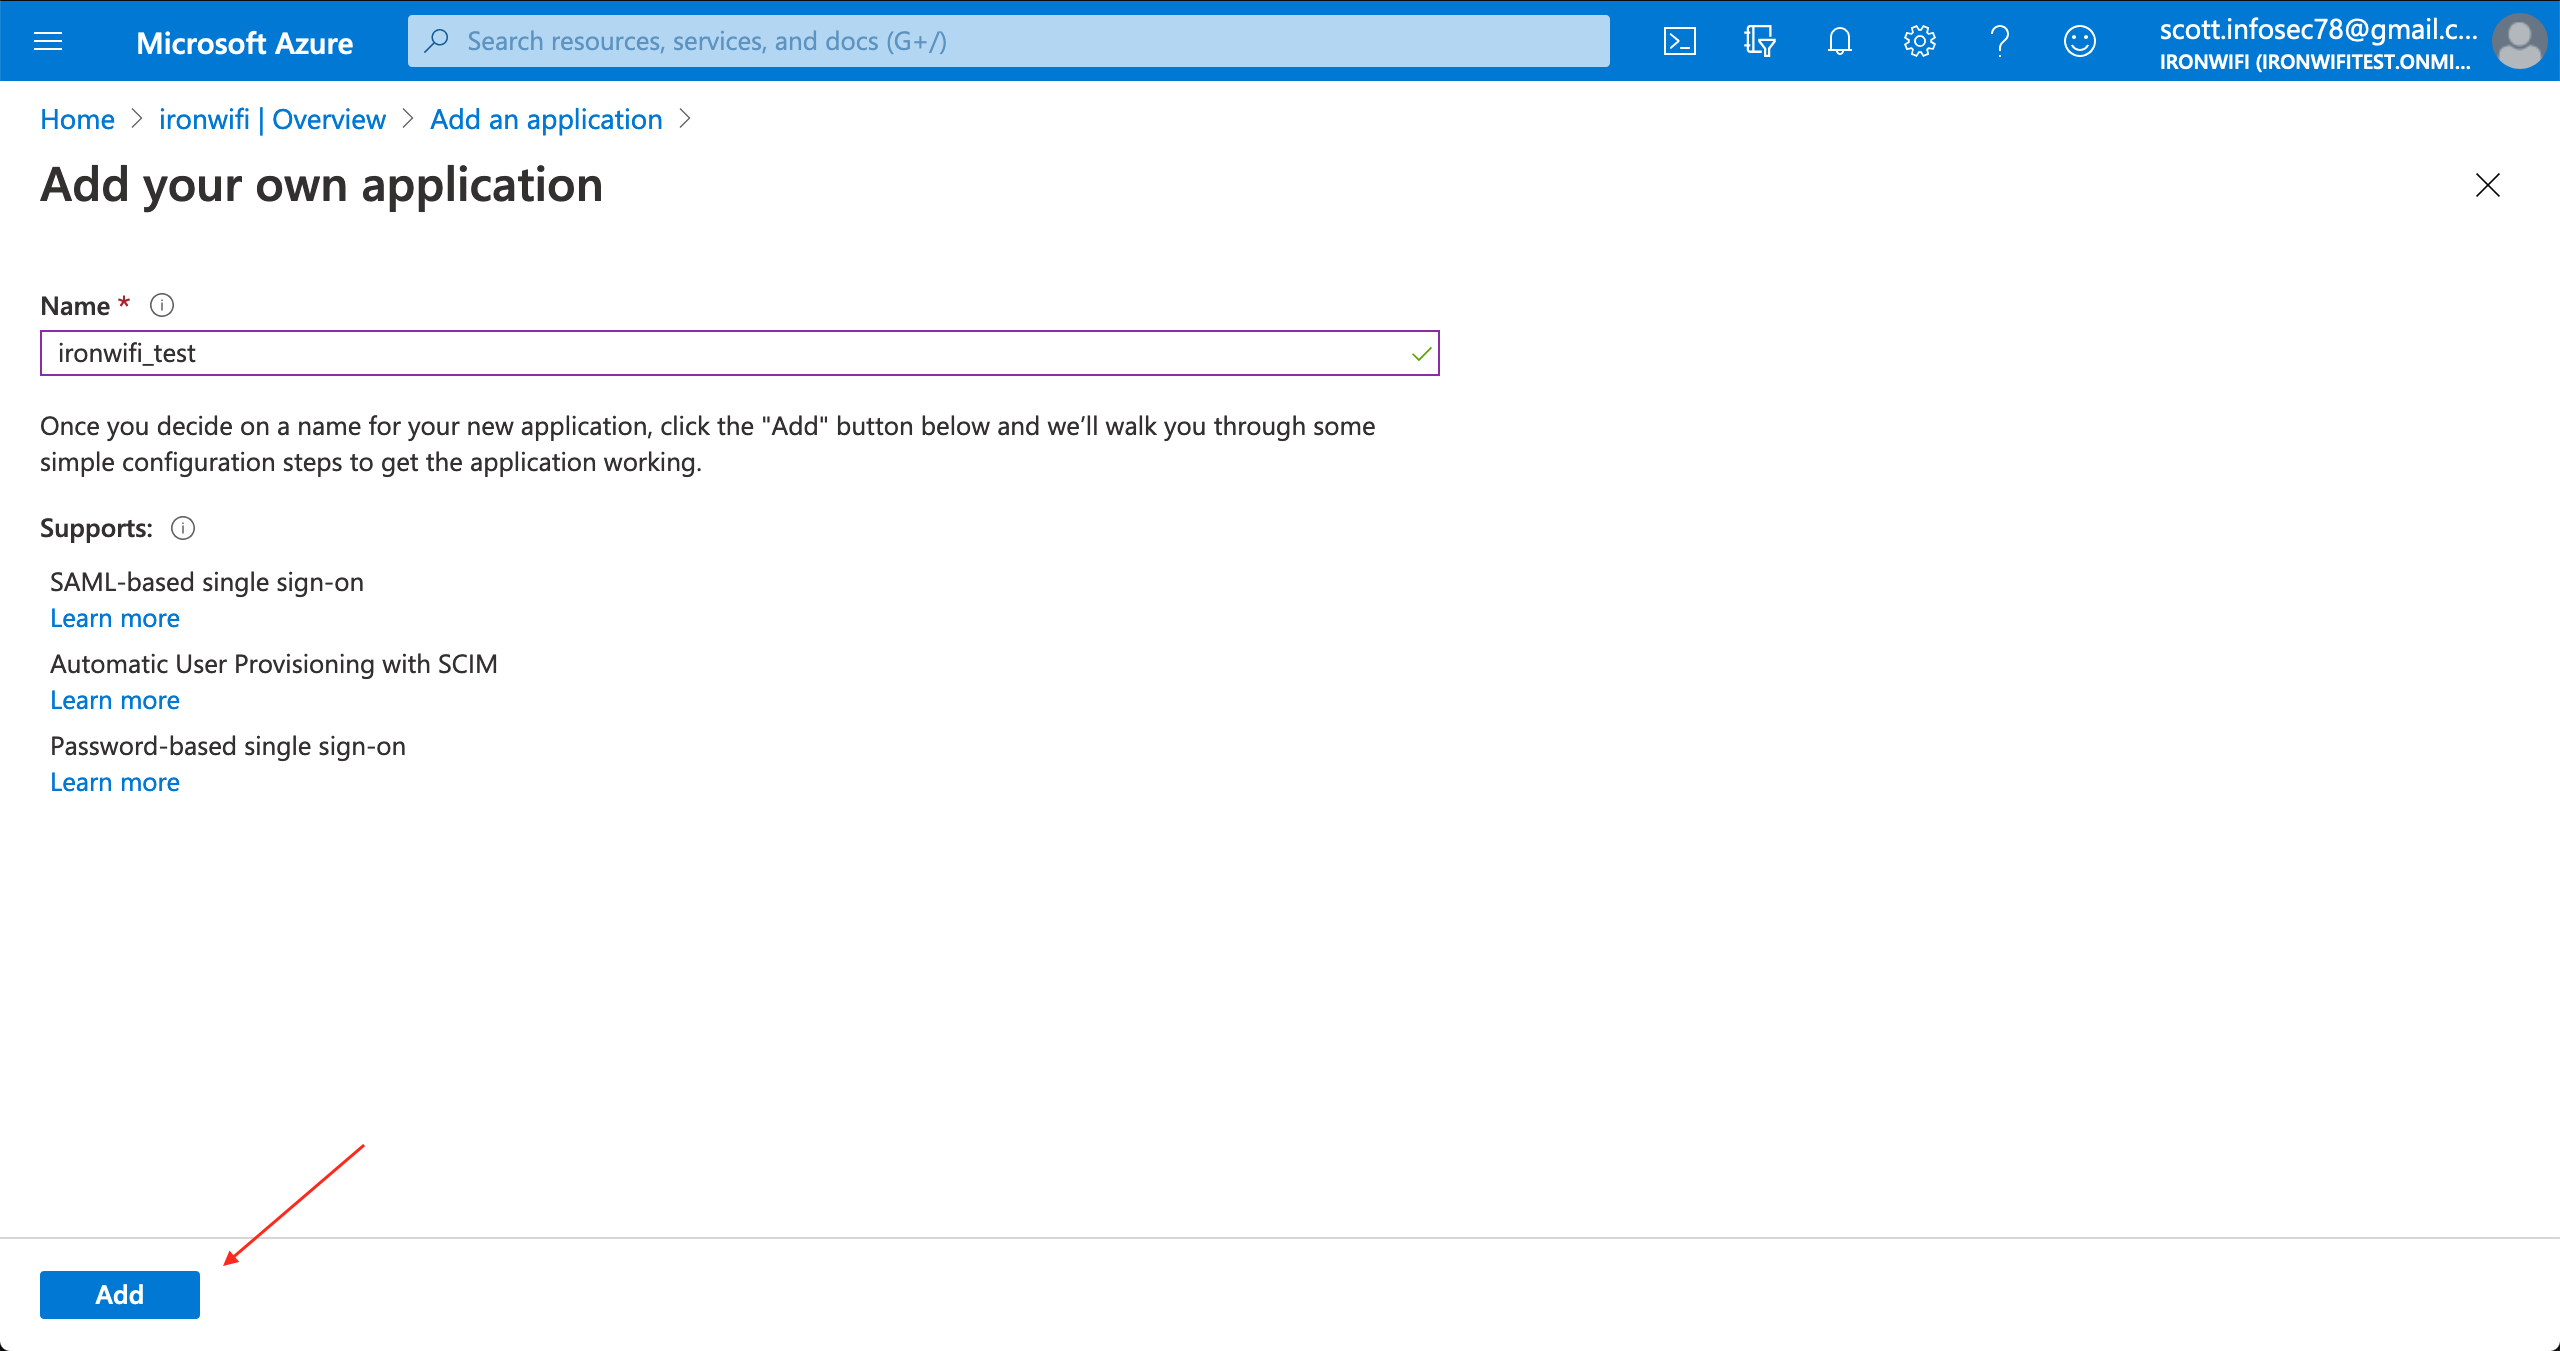 Microsoft Azure
Search resources, services, and docs (G+/)
scott.infosec78@gmail.c...
IRONWIFI (IRONWIFITEST.ONMI...
Home > ironwifi | Overview > Add an application >
Add your own application
Name *
ironwifi_test
Once you decide on a name for your new application, click the "Add" button below and we’ll walk you through some
simple configuration steps to get the application working.
Supports:
SAML-based single sign-on
Learn more
Automatic User Provisioning with SCIM
Learn more
Password-based single sign-on
Learn more
Add